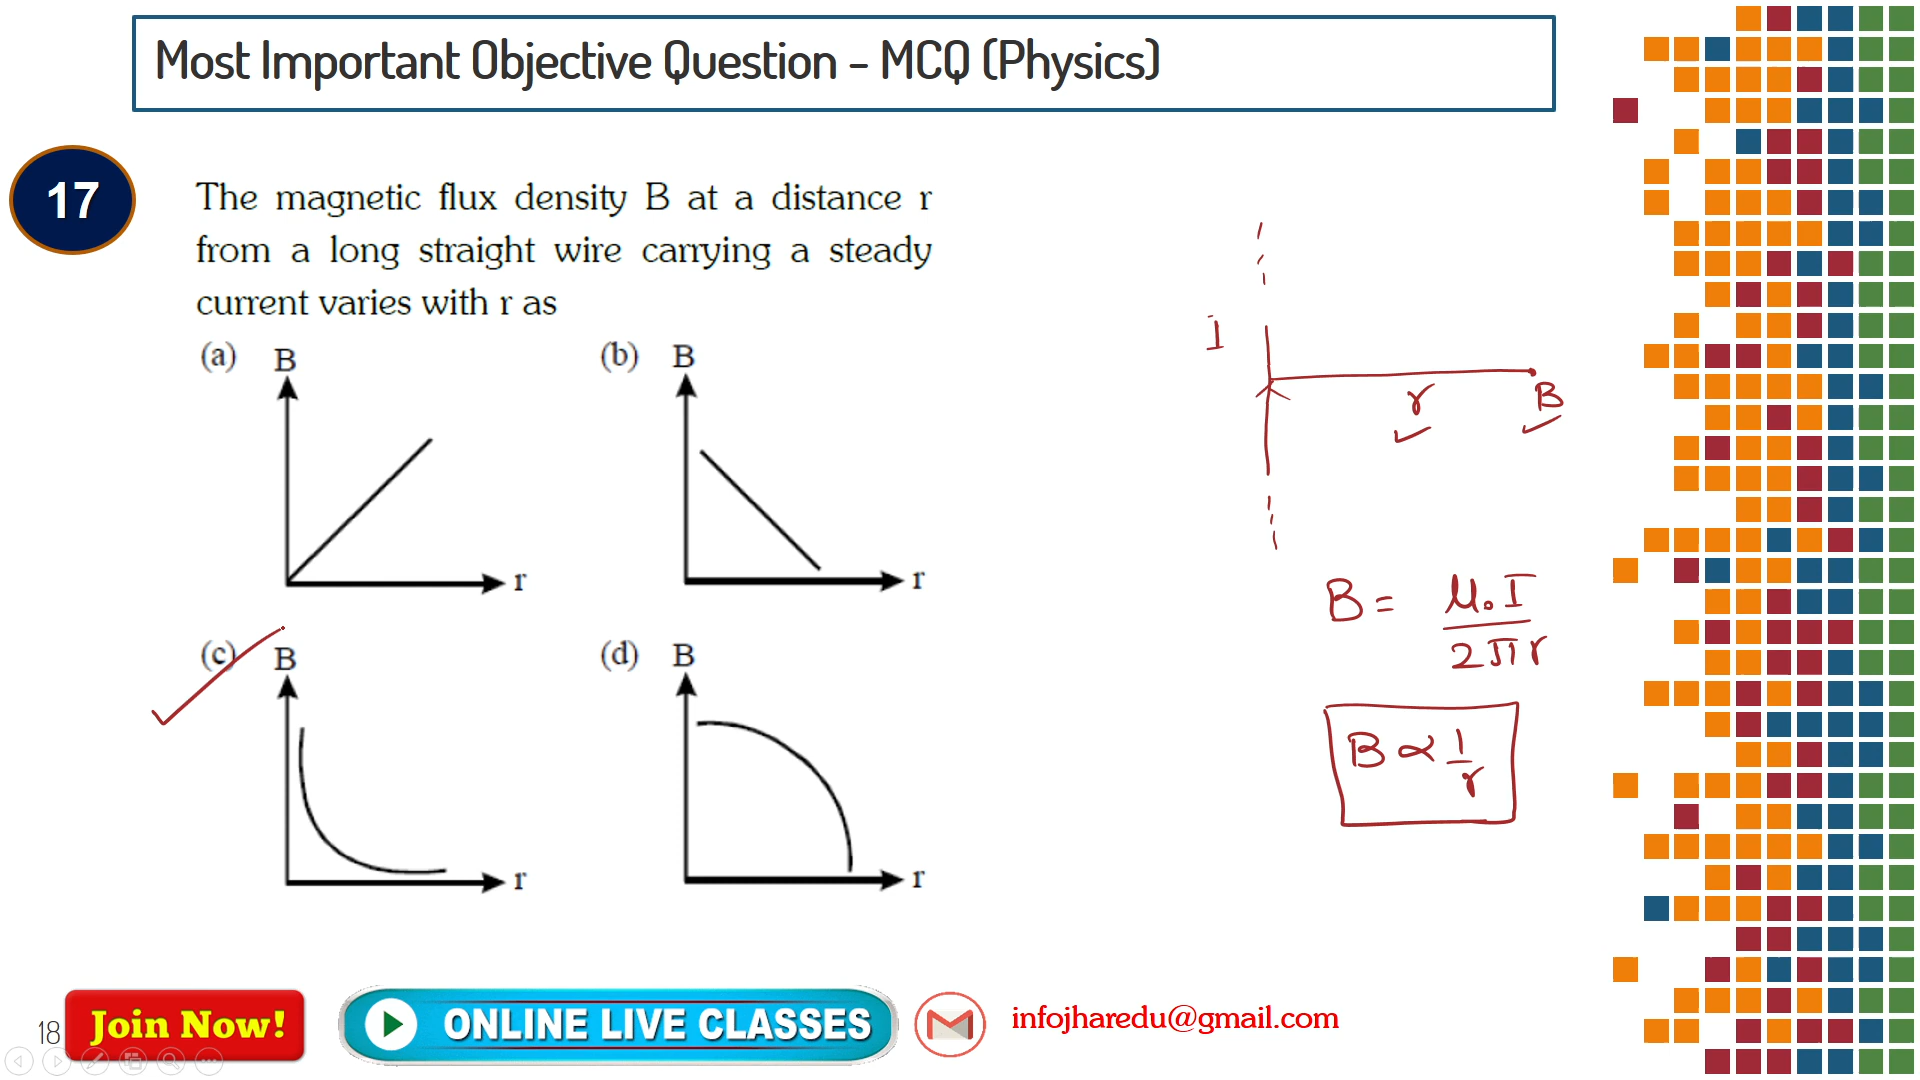 Most Important Objective Question – MCQ (Physics)
17
The magnetic flux density B at a distance r
from a long straight wire carrying a steady
current varies with r as
(a) B
r
(b) B
r
(c) B
r
(d) B
r
I
r
B
B = μ₀I / 2πr
B ∝ 1/r
18
Join Now!
ONLINE LIVE CLASSES
infojharedu@gmail.com